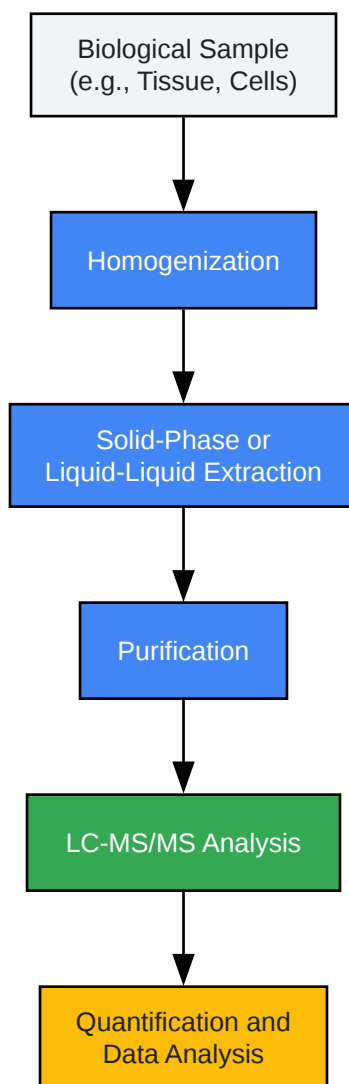 Biological Sample
(e.g., Tissue, Cells)
Homogenization
Solid-Phase or
Liquid-Liquid Extraction
Purification
LC-MS/MS Analysis
Quantification and
Data Analysis